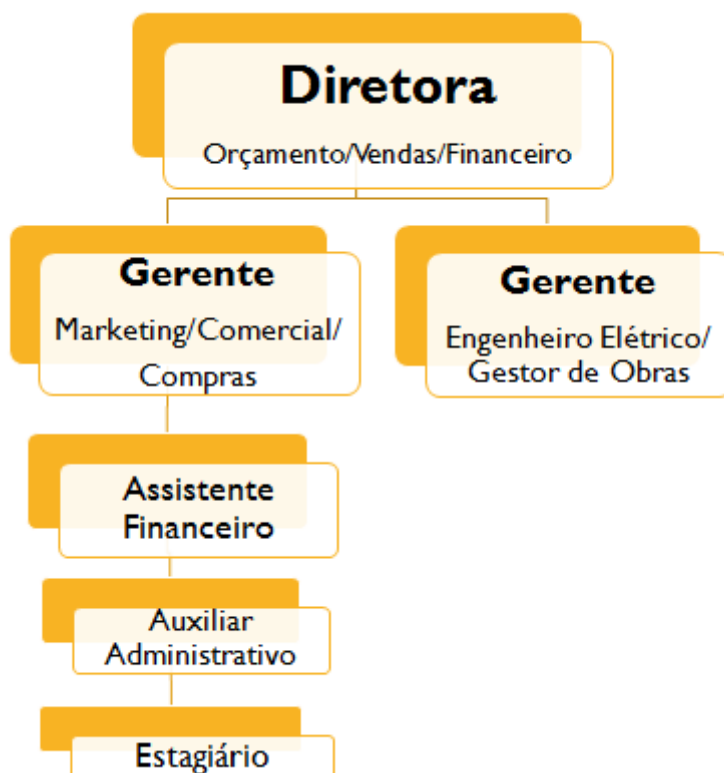 Diretora
Orçamento/Vendas/Financeiro
Gerente
Marketing/Comercial/
Compras
Gerente
Engenheiro Elétrico/
Gestor de Obras
Assistente
Financeiro
Auxiliar
Administrativo
Estagiário